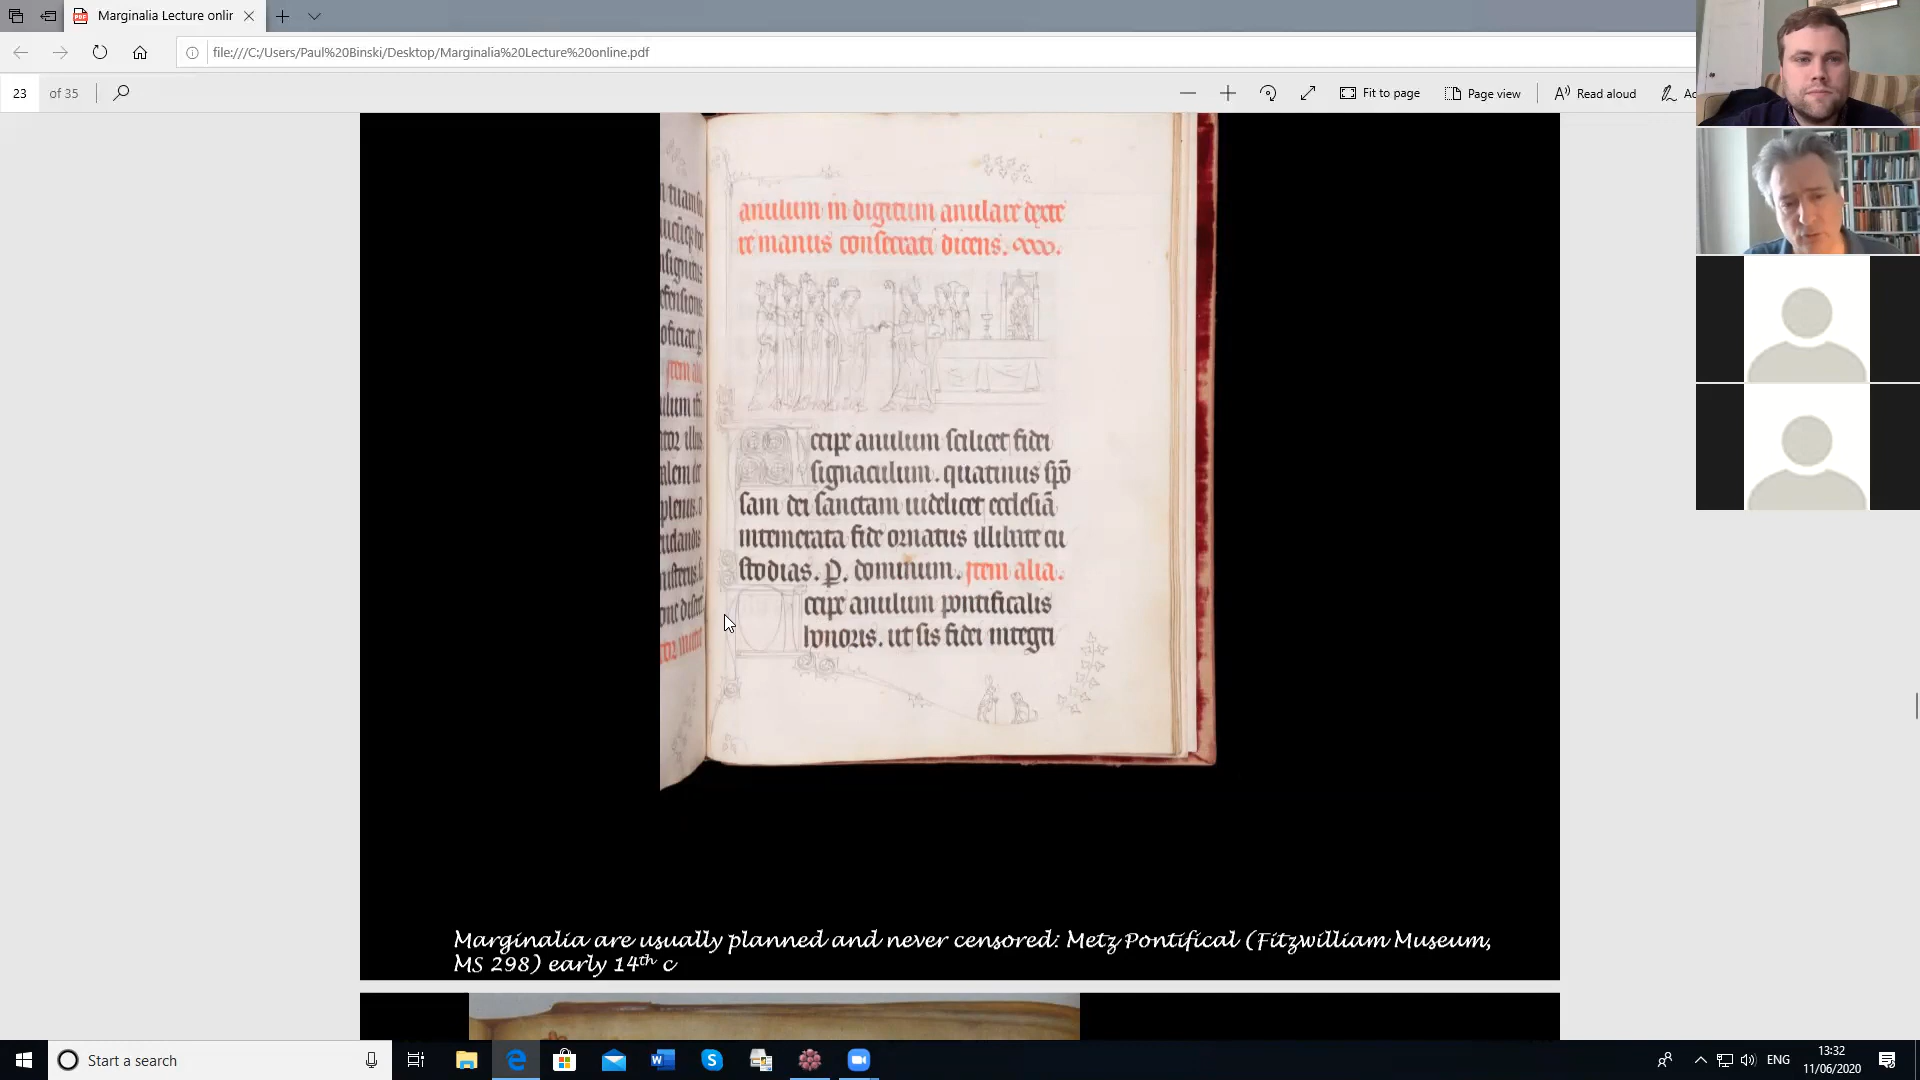 Marginalia Lecture onlir
file:///C:/Users/Paul%20Binski/Desktop/Marginalia%20Lecture%20online.pdf
23 of 35
Fit to page
Page view
Read aloud
Ac
anulum in digitum anulare dexte
re manus consecrati dicens.
ccipe anulum scilicet fidei
signaculum. quatinus spō
sam dei sanctam uidelicet ecclesiā
intemerata fide ornatus illibate cu
stodias. P. dominum. Item alia.
ccipe anulum pontificalis
honoris. ut sis fidei integri
Marginalia are usually planned and never censored: Metz Pontifical (Fitzwilliam Museum,
MS 298) early 14th c
Start a search
ENG
13:32
11/06/2020